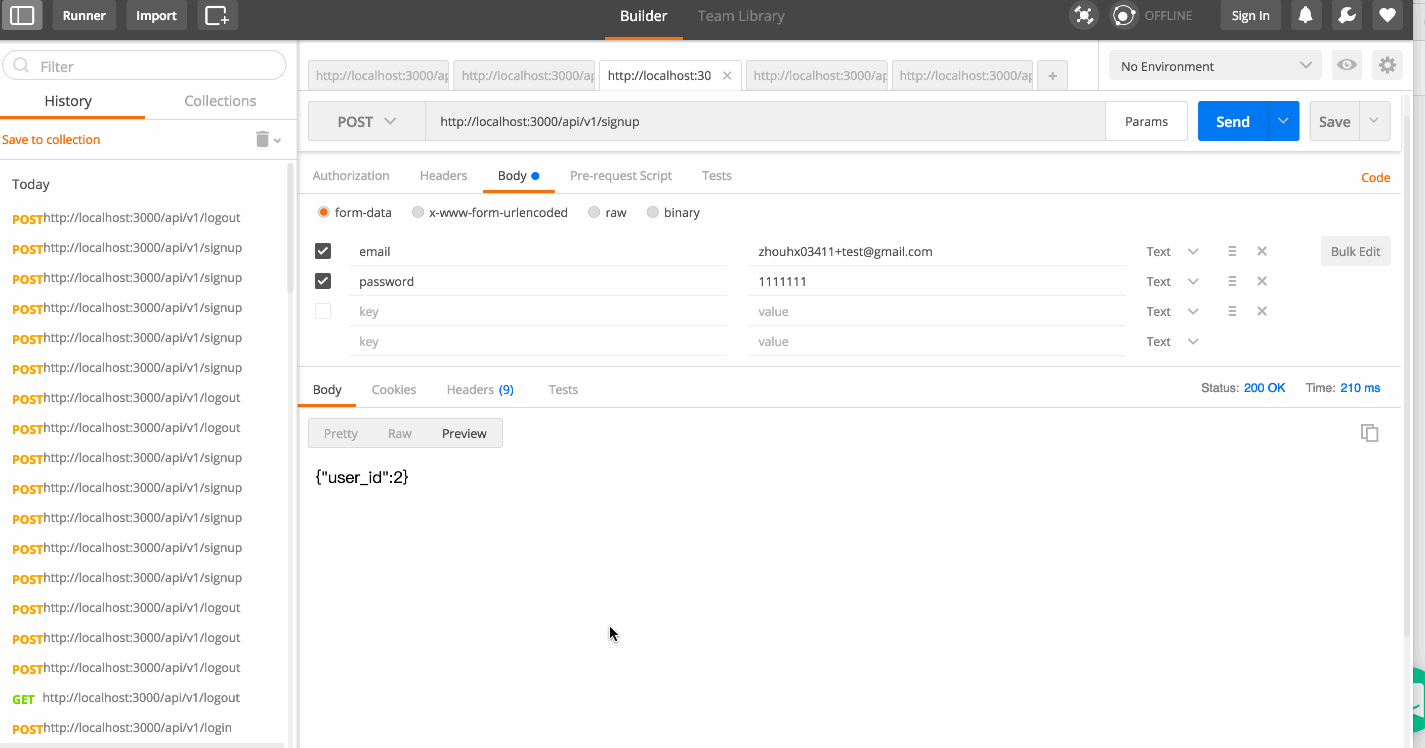 Runner Import Builder Team Library OFFLINE Sign In
Filter
History Collections
Save to collection
Today
POST http://localhost:3000/api/v1/logout
POST http://localhost:3000/api/v1/signup
POST http://localhost:3000/api/v1/signup
POST http://localhost:3000/api/v1/signup
POST http://localhost:3000/api/v1/signup
POST http://localhost:3000/api/v1/signup
POST http://localhost:3000/api/v1/logout
POST http://localhost:3000/api/v1/logout
POST http://localhost:3000/api/v1/signup
POST http://localhost:3000/api/v1/signup
POST http://localhost:3000/api/v1/signup
POST http://localhost:3000/api/v1/signup
POST http://localhost:3000/api/v1/signup
POST http://localhost:3000/api/v1/logout
POST http://localhost:3000/api/v1/logout
POST http://localhost:3000/api/v1/logout
GET http://localhost:3000/api/v1/logout
POST http://localhost:3000/api/v1/login
http://localhost:3000/ap http://localhost:3000/ap http://localhost:30 http://localhost:3000/ap http://localhost:3000/ap + No Environment
POST http://localhost:3000/api/v1/signup Params Send Save
Authorization Headers Body Pre-request Script Tests Code
form-data x-www-form-urlencoded raw binary
email zhouhx03411+test@gmail.com Text Bulk Edit
password 1111111 Text
key value Text
key value Text
Body Cookies Headers (9) Tests Status: 200 OK Time: 210 ms
Pretty Raw Preview
{"user_id":2}